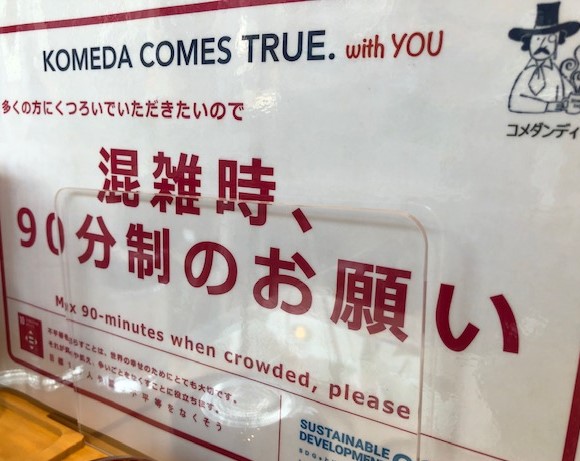 KOMEDA COMES TRUE. with YOU
多くの方にくつろいでいただきたいので
コメダンディ
混雑時、
90分制のお願い
Max 90-minutes when crowded, please
SUSTAINABLE
DEVELOPMENT